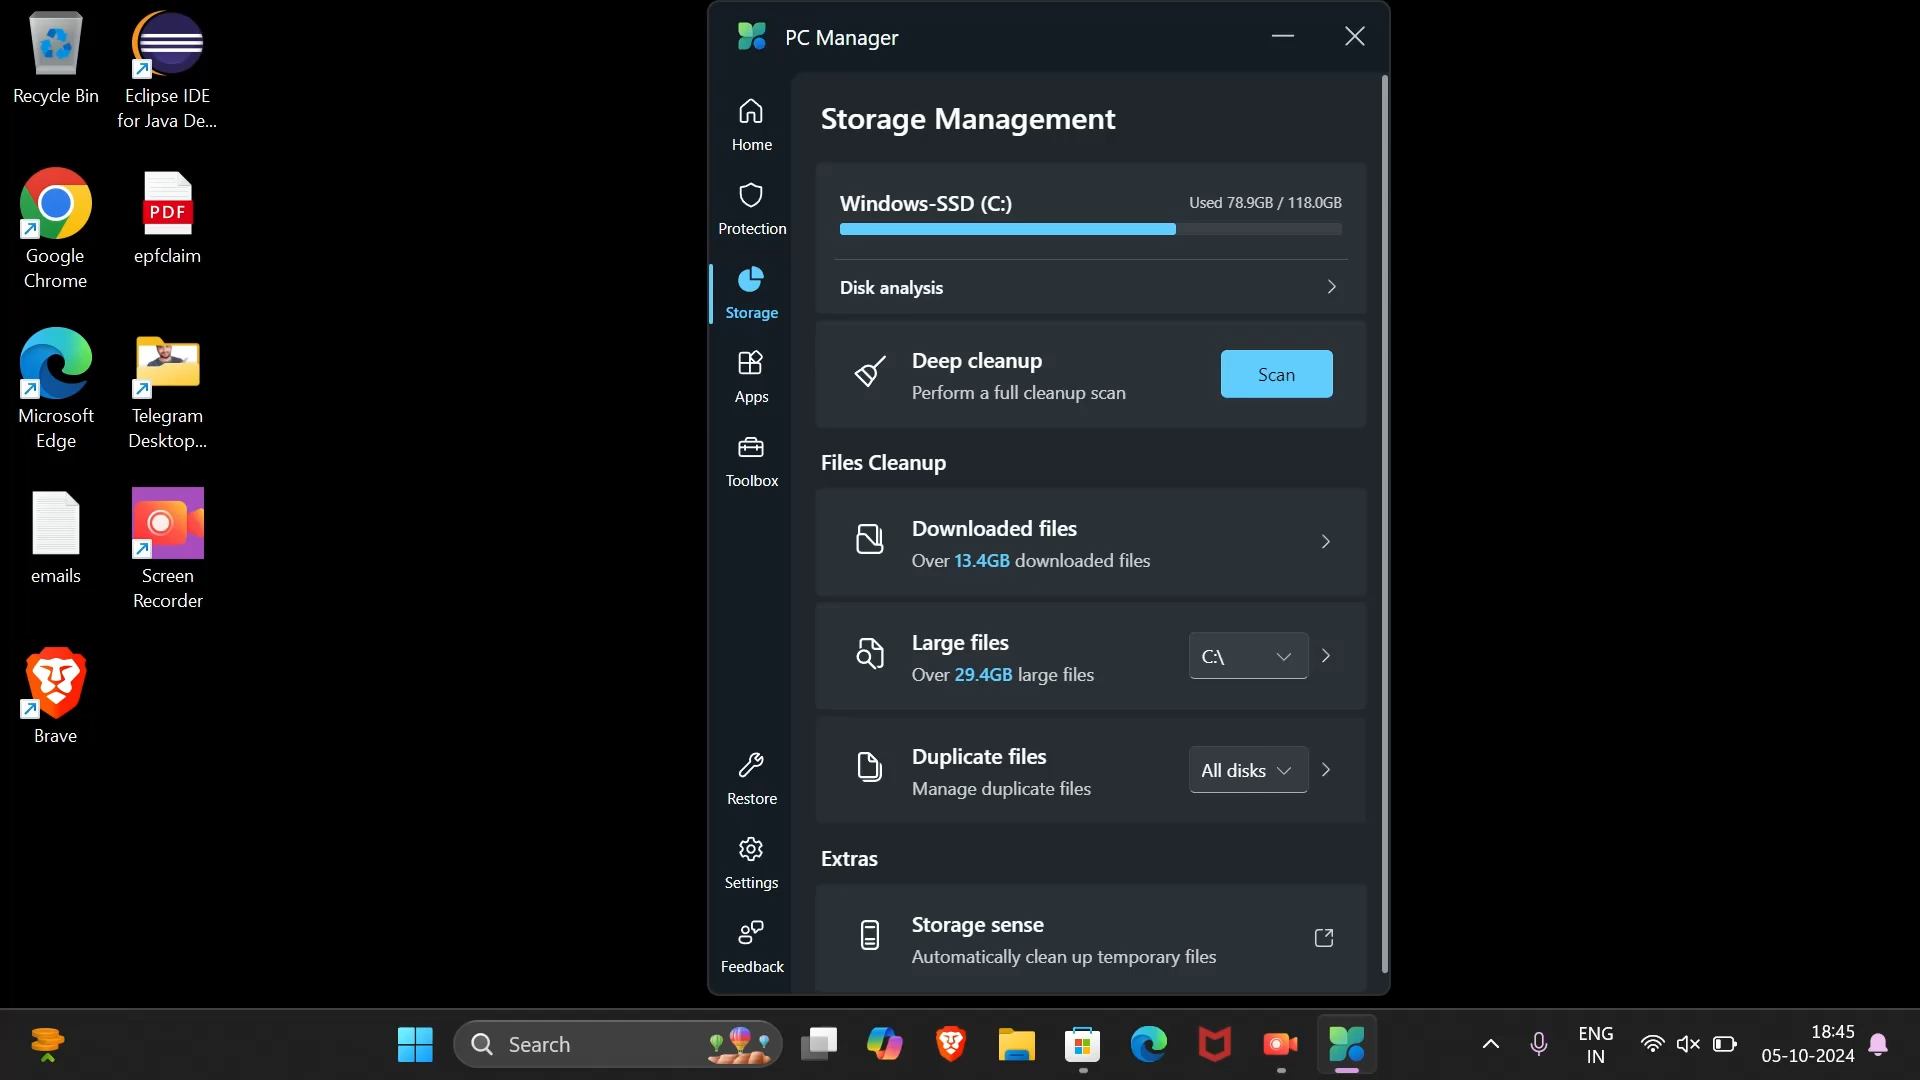 Recycle Bin
Eclipse IDE
for Java De...
Google
Chrome
PDF
epfclaim
Microsoft
Edge
Telegram
Desktop...
emails
Screen
Recorder
Brave
PC Manager
Home
Protection
Storage
Apps
Toolbox
Restore
Settings
Feedback
Storage Management
Windows-SSD (C:)
Used 78.9GB / 118.0GB
Disk analysis
Deep cleanup
Perform a full cleanup scan
Scan
Files Cleanup
Downloaded files
Over 13.4GB downloaded files
Large files
Over 29.4GB large files
C:\
Duplicate files
Manage duplicate files
All disks
Extras
Storage sense
Automatically clean up temporary files
Search
ENG
IN
18:45
05-10-2024